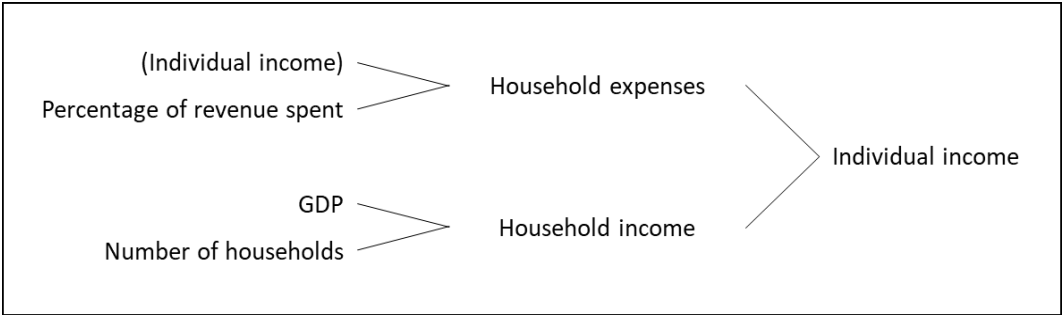 (Individual income)
Percentage of revenue spent
Household expenses
Individual income
GDP
Number of households
Household income